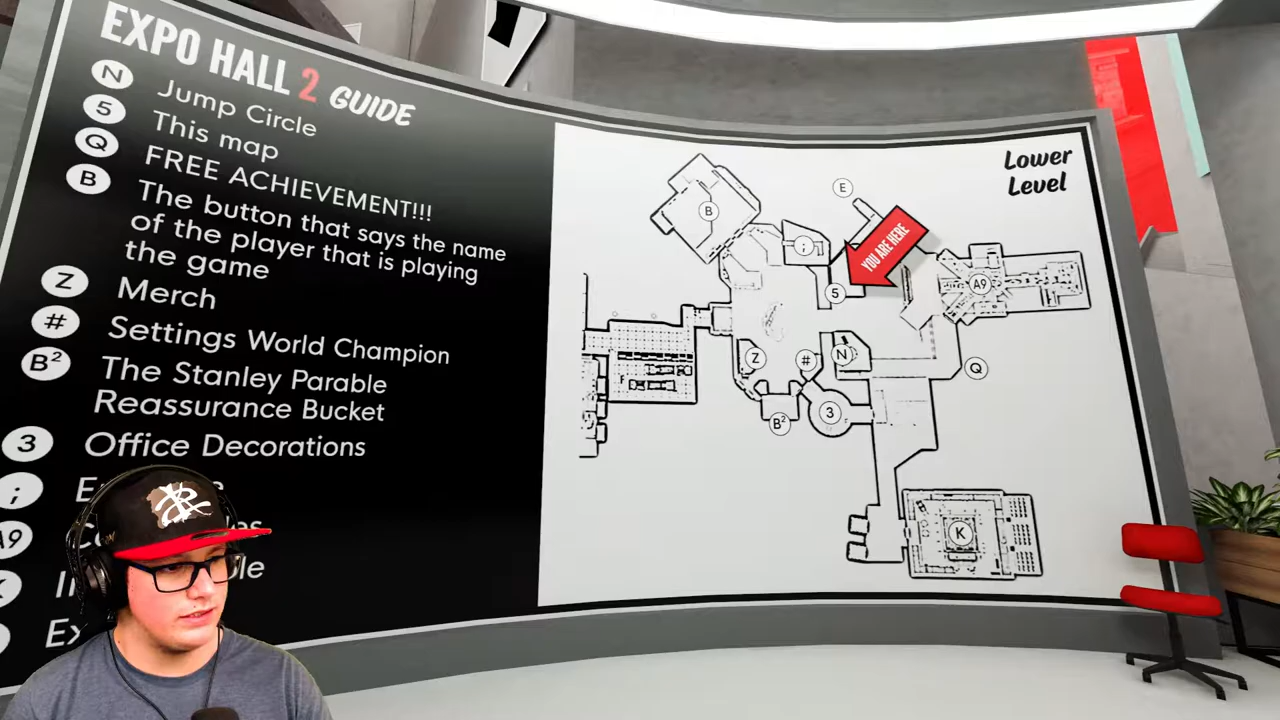 EXPO HALL 2 GUIDE
N Jump Circle
5 This map
Q FREE ACHIEVEMENT!!!
B The button that says the name
of the player that is playing
the game
Z Merch
# Settings World Champion
B² The Stanley Parable
Reassurance Bucket
3 Office Decorations
;
A9
K
Lower
Level
B
E
;
YOU ARE HERE
5
A9
Z
#
N
Q
B²
3
K